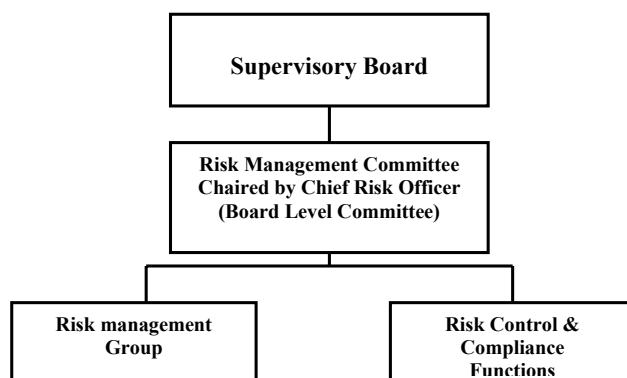 Supervisory Board
Risk Management Committee
Chaired by Chief Risk Officer
(Board Level Committee)
Risk management
Group
Risk Control &
Compliance
Functions